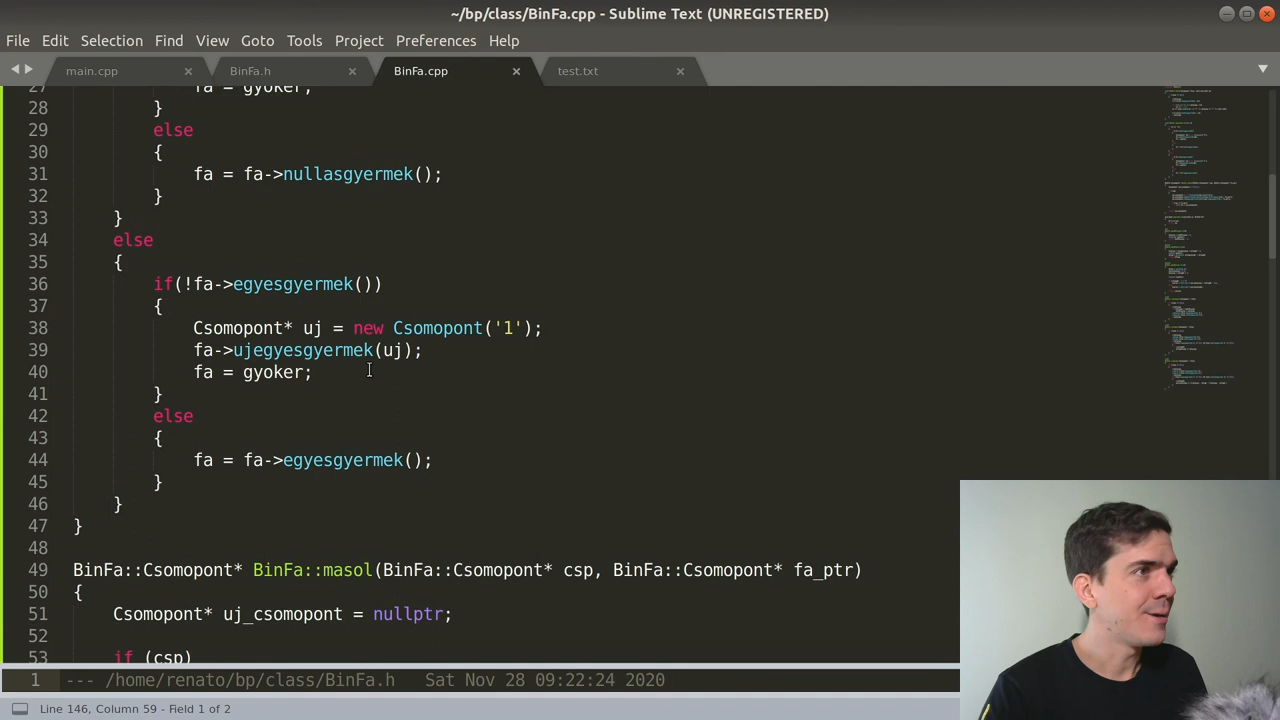 ~/bp/class/BinFa.cpp - Sublime Text (UNREGISTERED)
File Edit Selection Find View Goto Tools Project Preferences Help
main.cpp BinFa.h BinFa.cpp test.txt
27 fa = gyoker;
28 }
29 else
30 {
31 fa = fa->nullasgyermek();
32 }
33 }
34 else
35 {
36 if(!fa->egyesgyermek())
37 {
38 Csomopont* uj = new Csomopont('1');
39 fa->ujegyesgyermek(uj);
40 fa = gyoker;
41 }
42 else
43 {
44 fa = fa->egyesgyermek();
45 }
46 }
47 }
48
49 BinFa::Csomopont* BinFa::masol(BinFa::Csomopont* csp, BinFa::Csomopont* fa_ptr)
50 {
51 Csomopont* uj_csomopont = nullptr;
52
53 if (csp)
1 --- /home/renato/bp/class/BinFa.h Sat Nov 28 09:22:24 2020
Line 146, Column 59 - Field 1 of 2